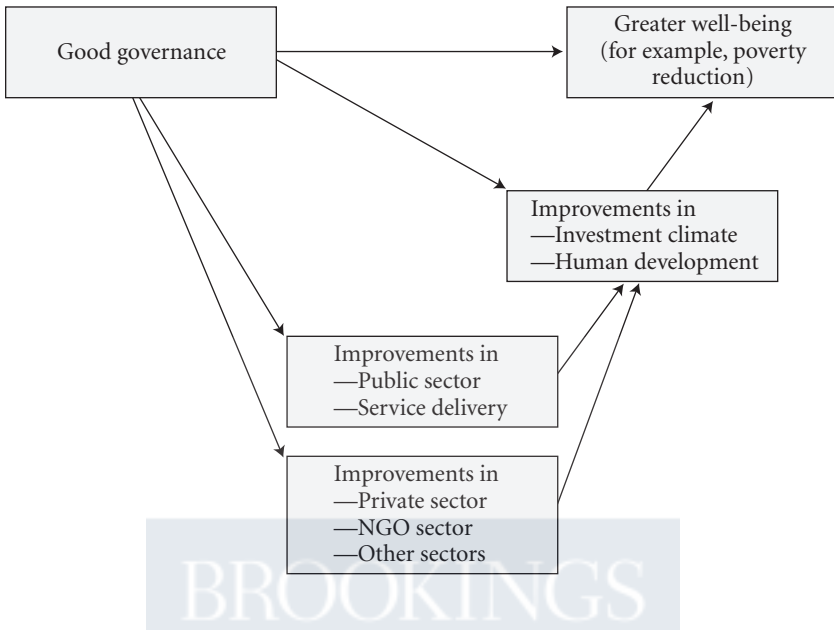 Good governance
Greater well-being
(for example, poverty
reduction)
Improvements in
—Investment climate
—Human development
Improvements in
—Public sector
—Service delivery
Improvements in
—Private sector
—NGO sector
—Other sectors
BROOKINGS